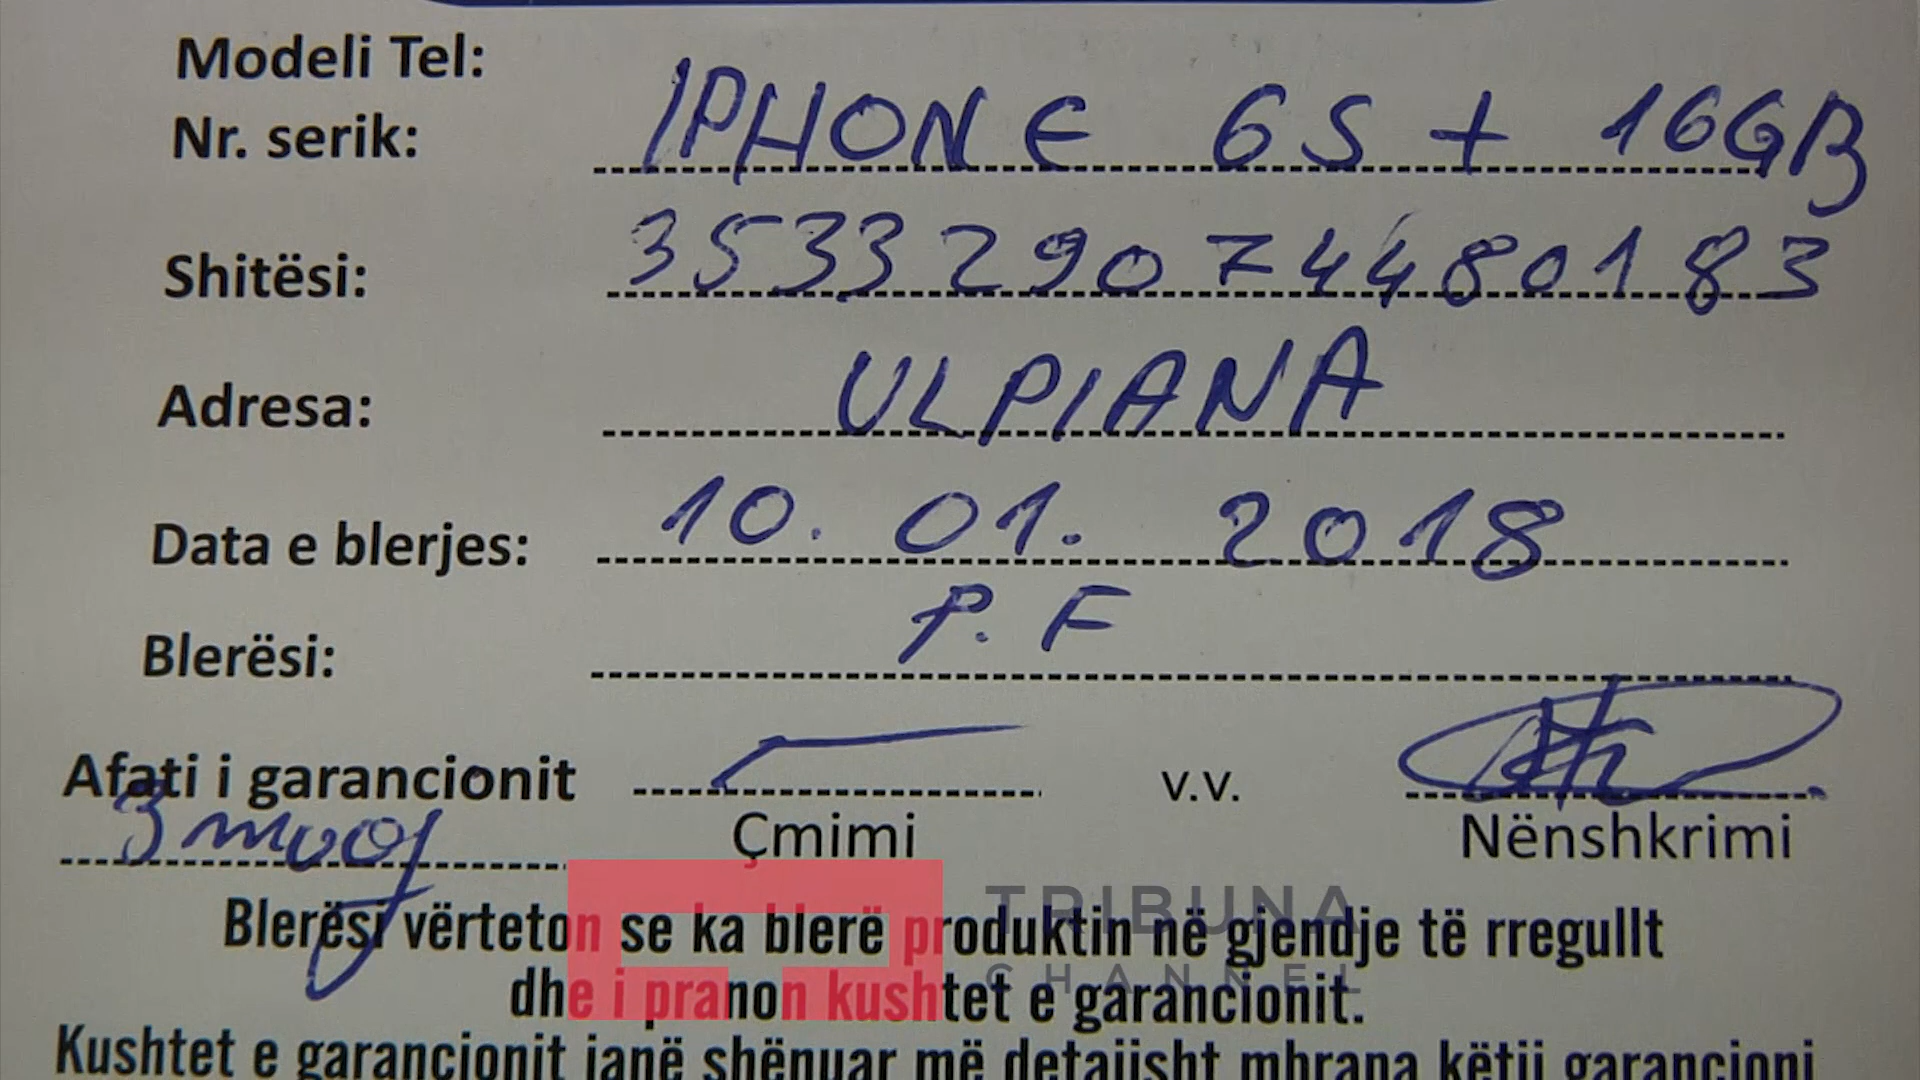 Modeli Tel:
IPHONE 6S + 16GB
Nr. serik:
353329074480183
Shitësi:
ULPIANA
Adresa:
10.01.2018
Data e blerjes:
P.F
Blerësi:
Afati i garancionit
v.v.
3 muaj
Çmimi
Nënshkrimi
TRIBUNA
CHANNEL
Blerësi vërteton se ka blerë produktin në gjendje të rregullt
dhe i pranon kushtet e garancionit.
Kushtet e garancionit janë shënuar më detajisht mbrapa këtij garancioni